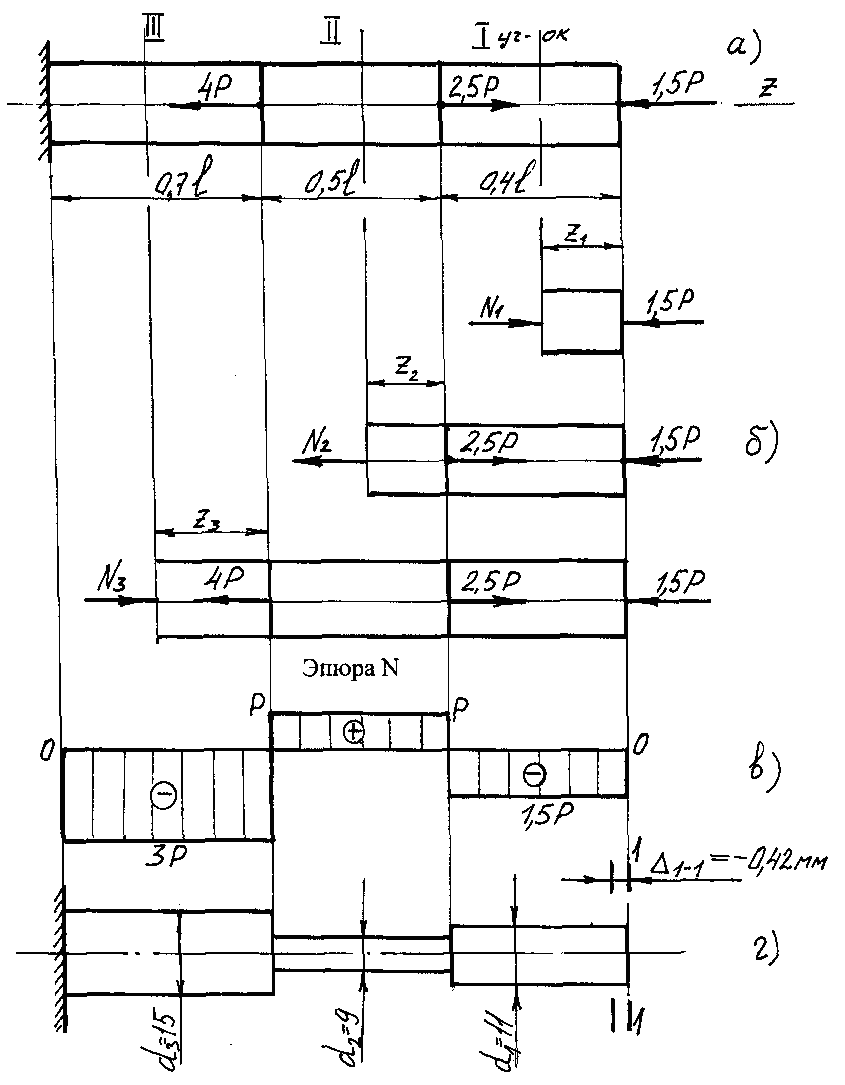 III II I уч-ок а)
4P 2,5P 1,5P z
0,7l 0,5l 0,4l
z₁
N₁ 1,5P
z₂
N₂ 2,5P 1,5P б)
z₃
N₃ 4P 2,5P 1,5P
Эпюра N
P P
0 + 0
− − в)
3P 1,5P
1 Δ₁₋₁=−0,42мм
г)
d₃=15 d₂=9 d₁=11 1